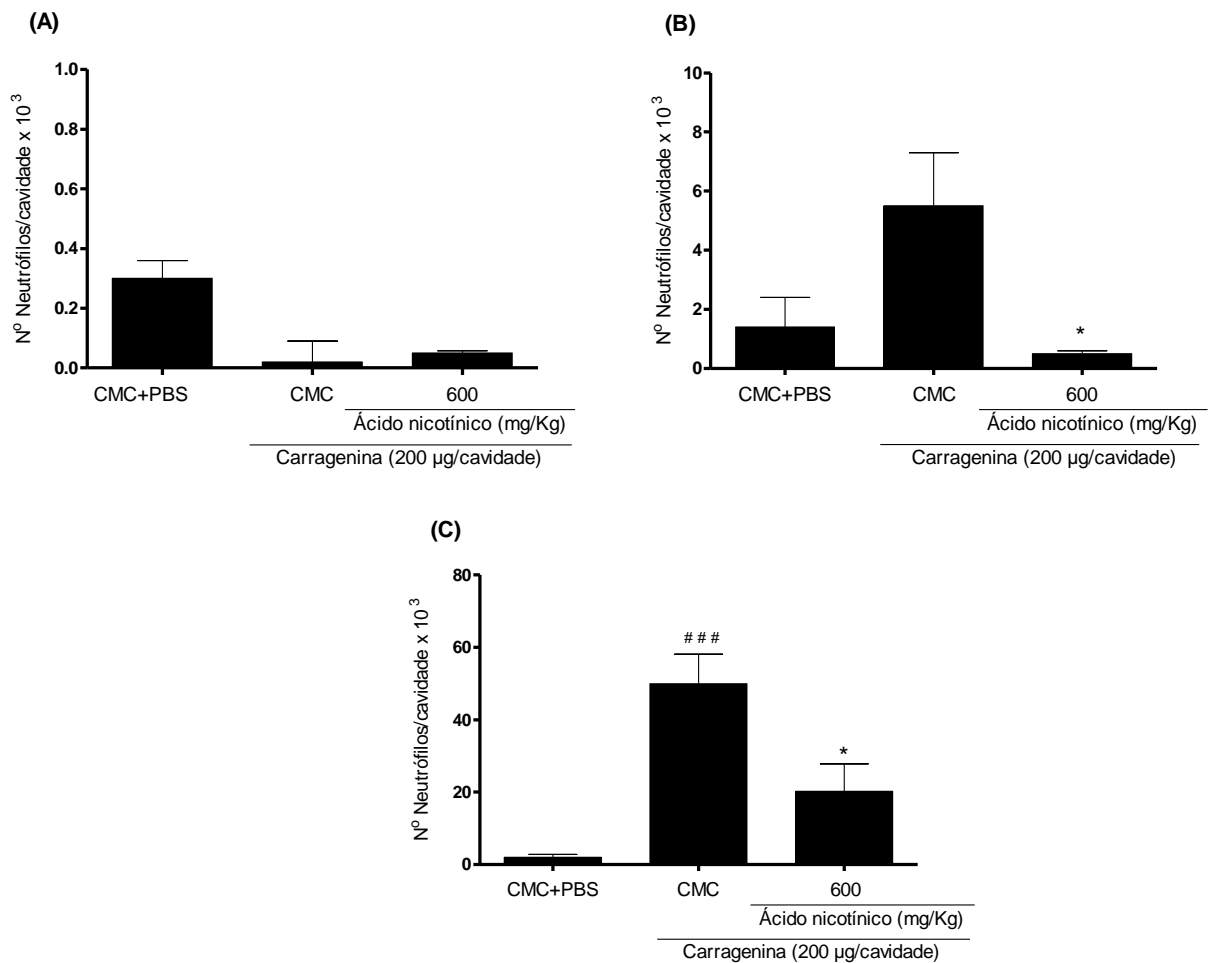 (A)
Nº Neutrófilos/cavidade x 10³
1.0
0.8
0.6
0.4
0.2
0.0
CMC+PBS
CMC
600
Ácido nicotínico (mg/Kg)
Carragenina (200 µg/cavidade)
(B)
Nº Neutrófilos/cavidade x 10³
10
8
6
4
2
0
*
CMC+PBS
CMC
600
Ácido nicotínico (mg/Kg)
Carragenina (200 µg/cavidade)
(C)
Nº Neutrófilos/cavidade x 10³
80
60
40
20
0
###
*
CMC+PBS
CMC
600
Ácido nicotínico (mg/Kg)
Carragenina (200 µg/cavidade)